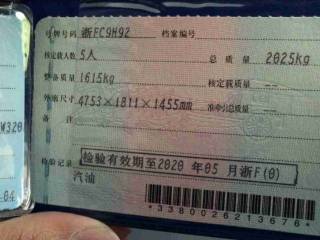 号牌号码 浙FC9H92 档案编号
核定载人数 5人 总质量 2025kg
整备质量 1615kg 核定载质量
外廓尺寸 4753×1811×1455mm 准牵引总质量
备注
W320
检验记录 检验有效期至2020 年05 月浙F(0)
汽油
-04
3380026213676